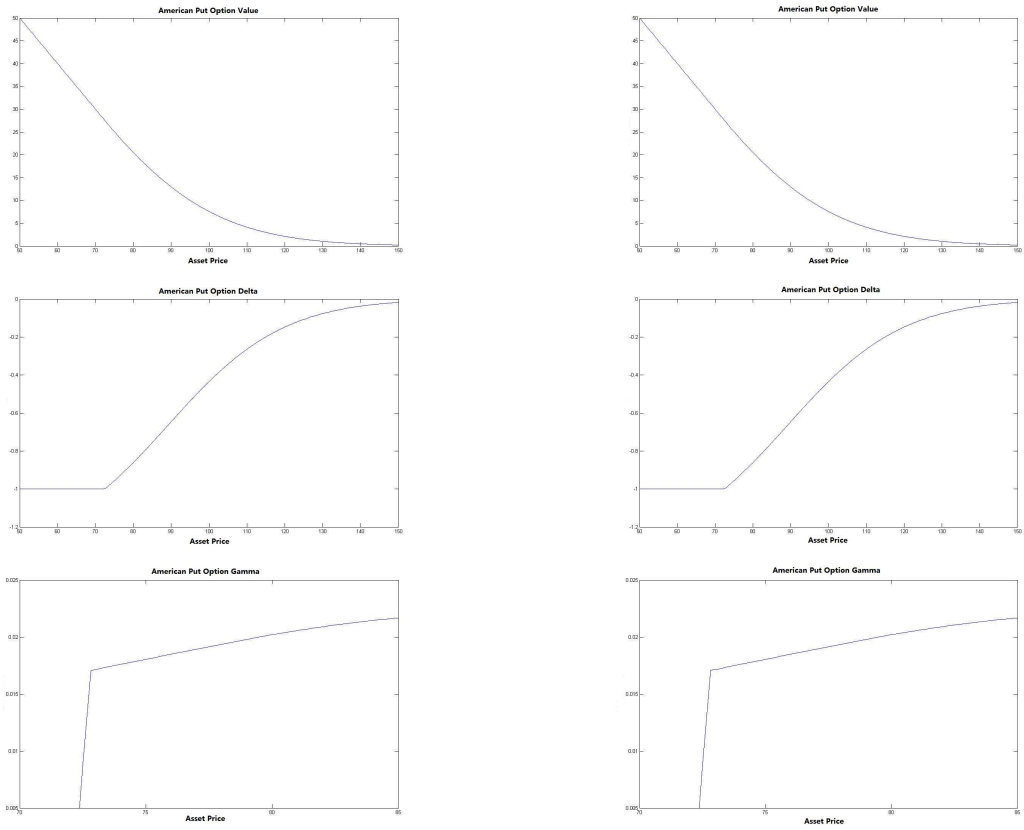 American Put Option Value
50
45
40
35
30
25
20
15
10
5
0
50 60 70 80 90 100 110 120 130 140 150
Asset Price
American Put Option Value
50
45
40
35
30
25
20
15
10
5
0
50 60 70 80 90 100 110 120 130 140 150
Asset Price
American Put Option Delta
0
-0.2
-0.4
-0.6
-0.8
-1
-1.2
50 60 70 80 90 100 110 120 130 140 150
Asset Price
American Put Option Delta
0
-0.2
-0.4
-0.6
-0.8
-1
-1.2
50 60 70 80 90 100 110 120 130 140 150
Asset Price
American Put Option Gamma
0.025
0.02
0.015
0.01
0.005
70 75 80 85
Asset Price
American Put Option Gamma
0.025
0.02
0.015
0.01
0.005
70 75 80 85
Asset Price